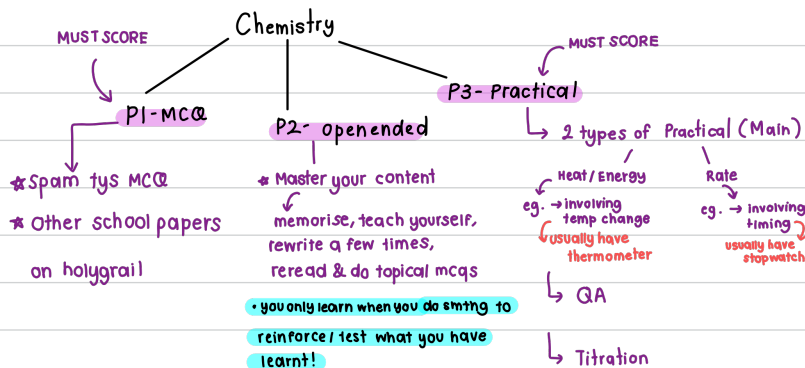 Chemistry
MUST SCORE
P1-MCQ
☆ Spam tys MCQ
☆ Other school papers
on holygrail
P2- open ended
☆ Master your content
memorise, teach yourself,
rewrite a few times,
reread & do topical mcqs
• you only learn when you do smtng to
reinforce / test what you have
learnt!
MUST SCORE
P3- Practical
2 types of Practical (Main)
Heat/Energy
eg. → involving
temp change
usually have
thermometer
Rate
eg. → involving
timing
usually have
stopwatch
QA
Titration